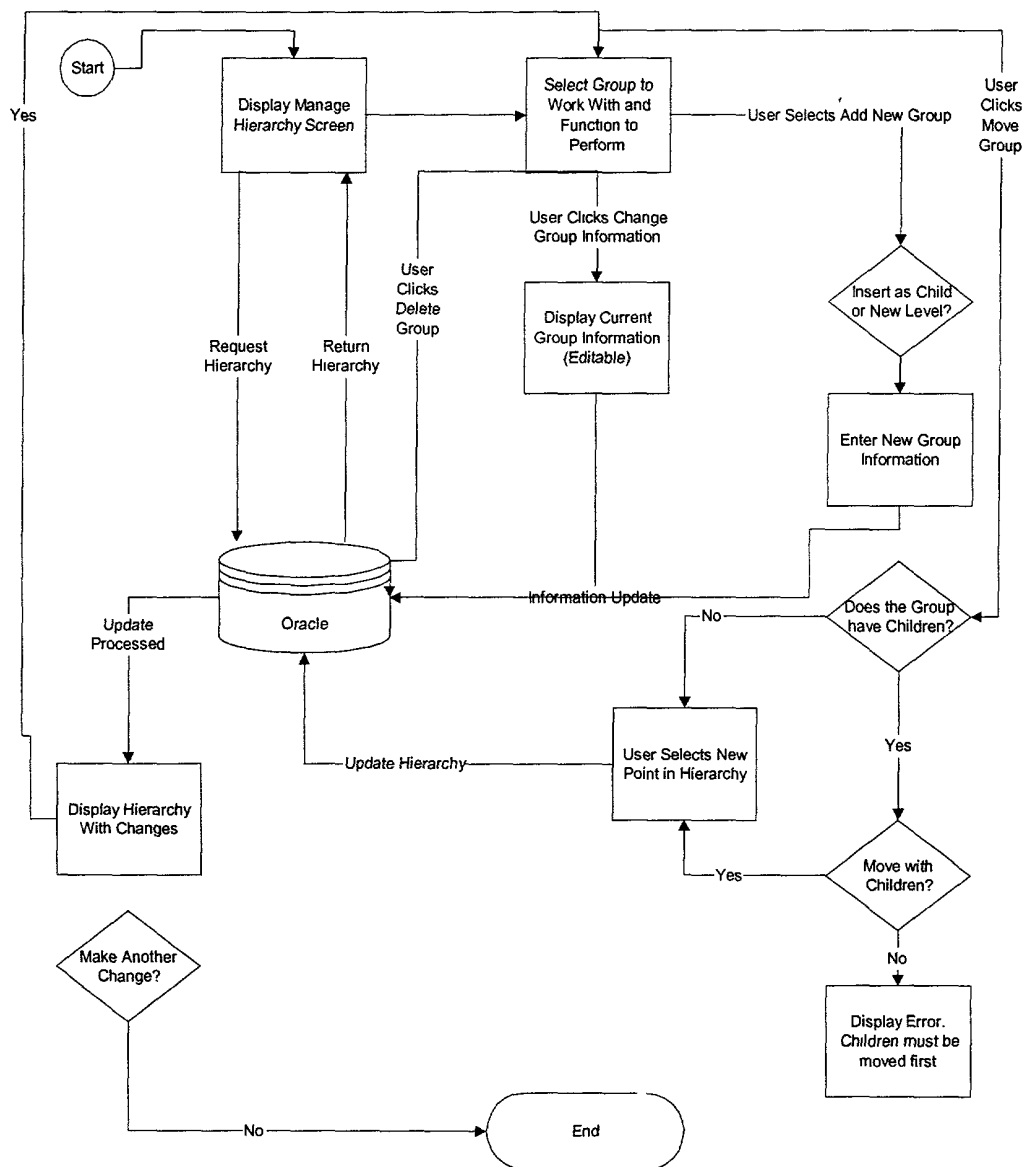 Start
Yes
Display Manage
Hierarchy Screen
Select Group to
Work With and
Function to
Perform
User Selects Add New Group
User
Clicks
Move
Group
User Clicks Change
Group Information
User
Clicks
Delete
Group
Insert as Child
or New Level?
Display Current
Group Information
(Editable)
Request
Hierarchy
Return
Hierarchy
Enter New Group
Information
Oracle
Information Update
Update
Processed
No
Does the Group
have Children?
User Selects New
Point in Hierarchy
Yes
Update Hierarchy
Display Hierarchy
With Changes
Yes
Move with
Children?
No
Make Another
Change?
Display Error.
Children must be
moved first
No
End